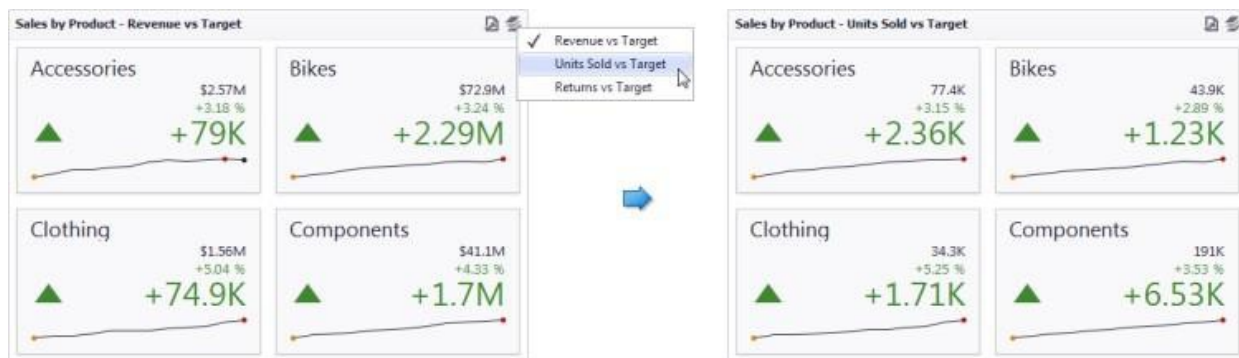 Sales by Product - Revenue vs Target
Revenue vs Target
Units Sold vs Target
Returns vs Target
Accessories
$2.57M
+3.18 %
+79K
Bikes
$72.9M
+3.24 %
+2.29M
Clothing
$1.56M
+5.04 %
+74.9K
Components
$41.1M
+4.33 %
+1.7M
Sales by Product - Units Sold vs Target
Accessories
77.4K
+3.15 %
+2.36K
Bikes
43.9K
+2.89 %
+1.23K
Clothing
34.3K
+5.25 %
+1.71K
Components
191K
+3.53 %
+6.53K